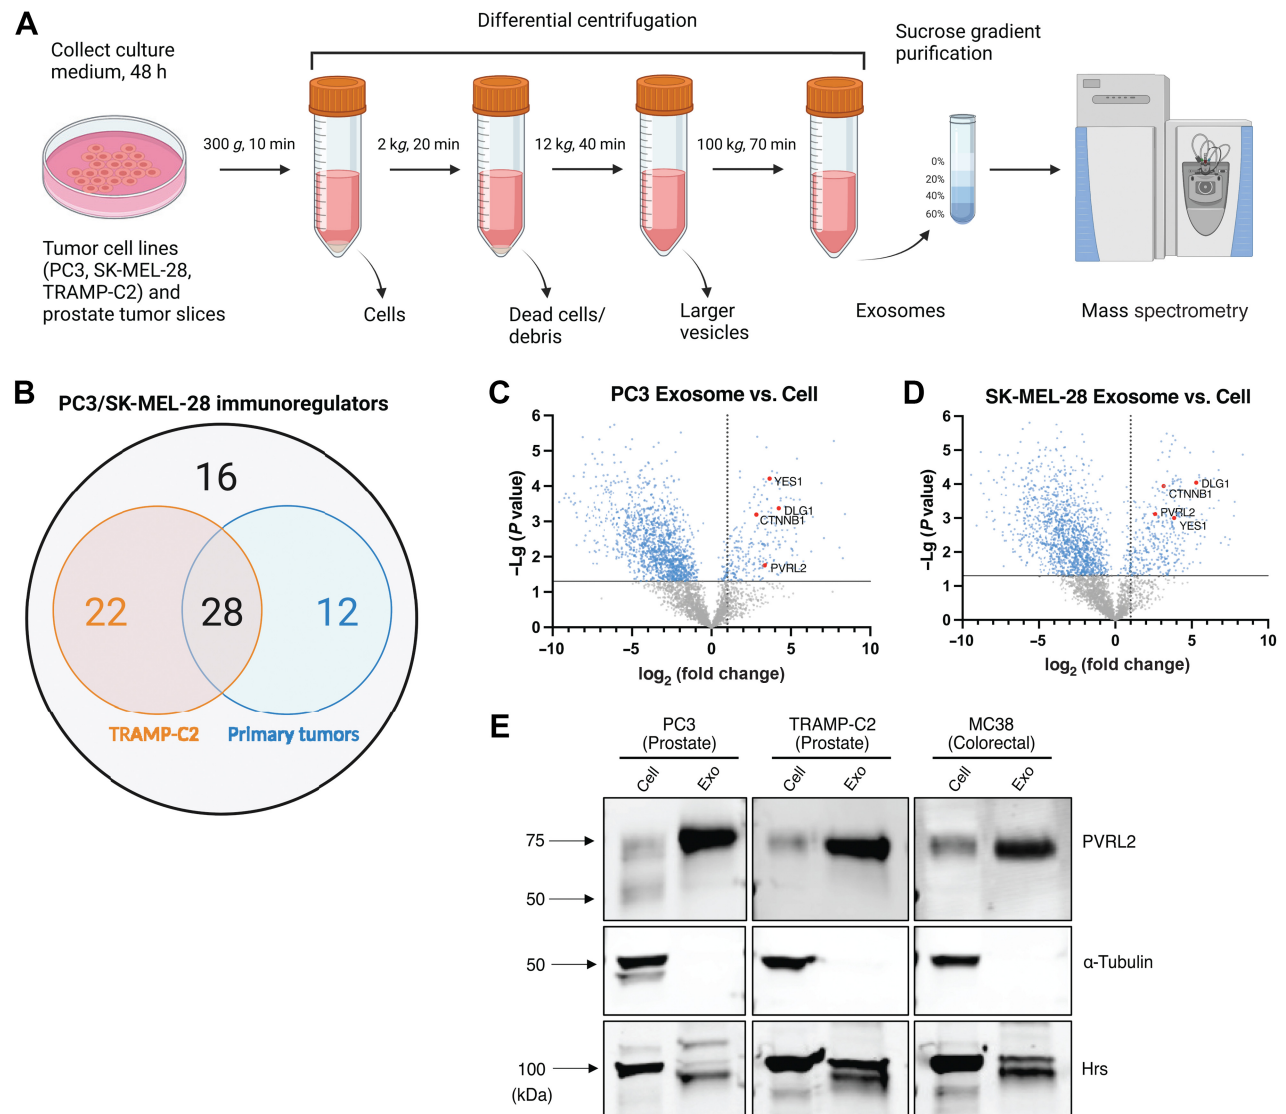 A
Differential centrifugation
Collect culture
medium, 48 h
Sucrose gradient
purification
300 g, 10 min
2 kg, 20 min
12 kg, 40 min
100 kg, 70 min
0%
20%
40%
60%
Tumor cell lines
(PC3, SK-MEL-28,
TRAMP-C2) and
prostate tumor slices
Cells
Dead cells/
debris
Larger
vesicles
Exosomes
Mass spectrometry
B
PC3/SK-MEL-28 immunoregulators
16
22
28
12
TRAMP-C2
Primary tumors
C
PC3 Exosome vs. Cell
–Lg (P value)
6
5
4
3
2
1
0
YES1
DLG1
CTNNB1
PVRL2
–10
–5
0
5
10
log2 (fold change)
D
SK-MEL-28 Exosome vs. Cell
–Lg (P value)
6
5
4
3
2
1
0
DLG1
CTNNB1
PVRL2
YES1
–10
–5
0
5
10
log2 (fold change)
E
PC3
(Prostate)
TRAMP-C2
(Prostate)
MC38
(Colorectal)
Cell
Exo
Cell
Exo
Cell
Exo
75
50
PVRL2
50
α-Tubulin
100
(kDa)
Hrs